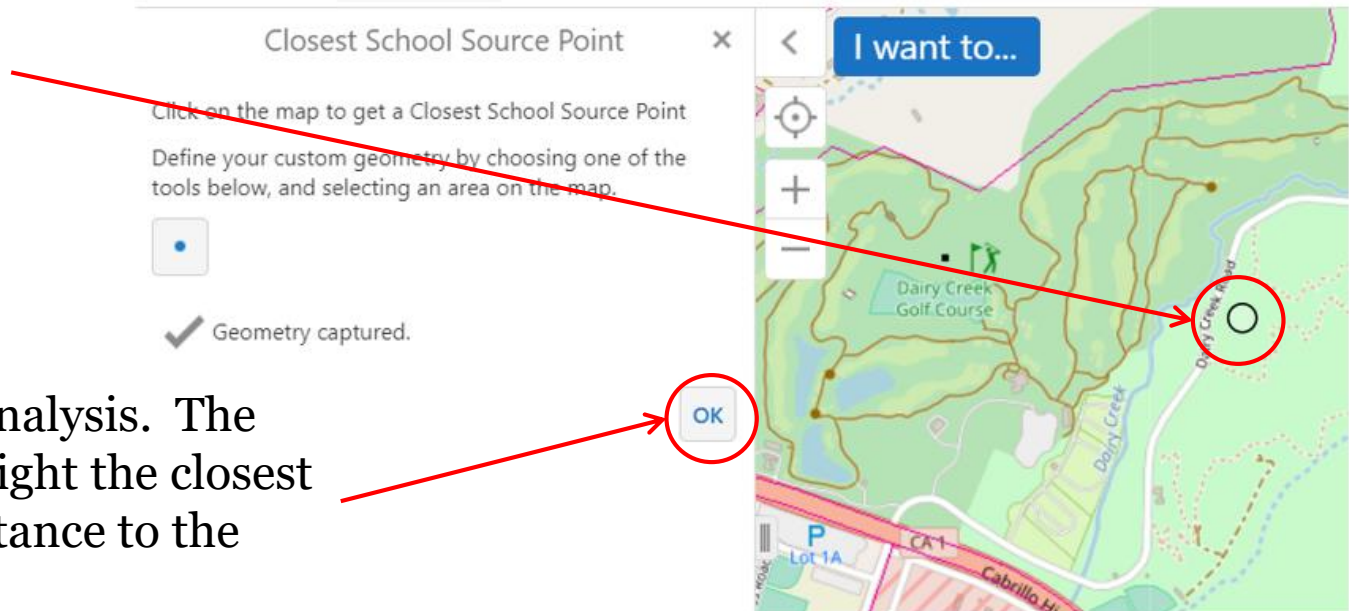 Closest School Source Point
Click on the map to get a Closest School Source Point
Define your custom geometry by choosing one of the
tools below, and selecting an area on the map.
Geometry captured.
OK
nalysis. The
ight the closest
tance to the
I want to...
Dairy Creek
Golf Course
Dairy Creek Road
Dairy Creek
P
Lot 1A
CA 1
Cabrillo Hi
Road